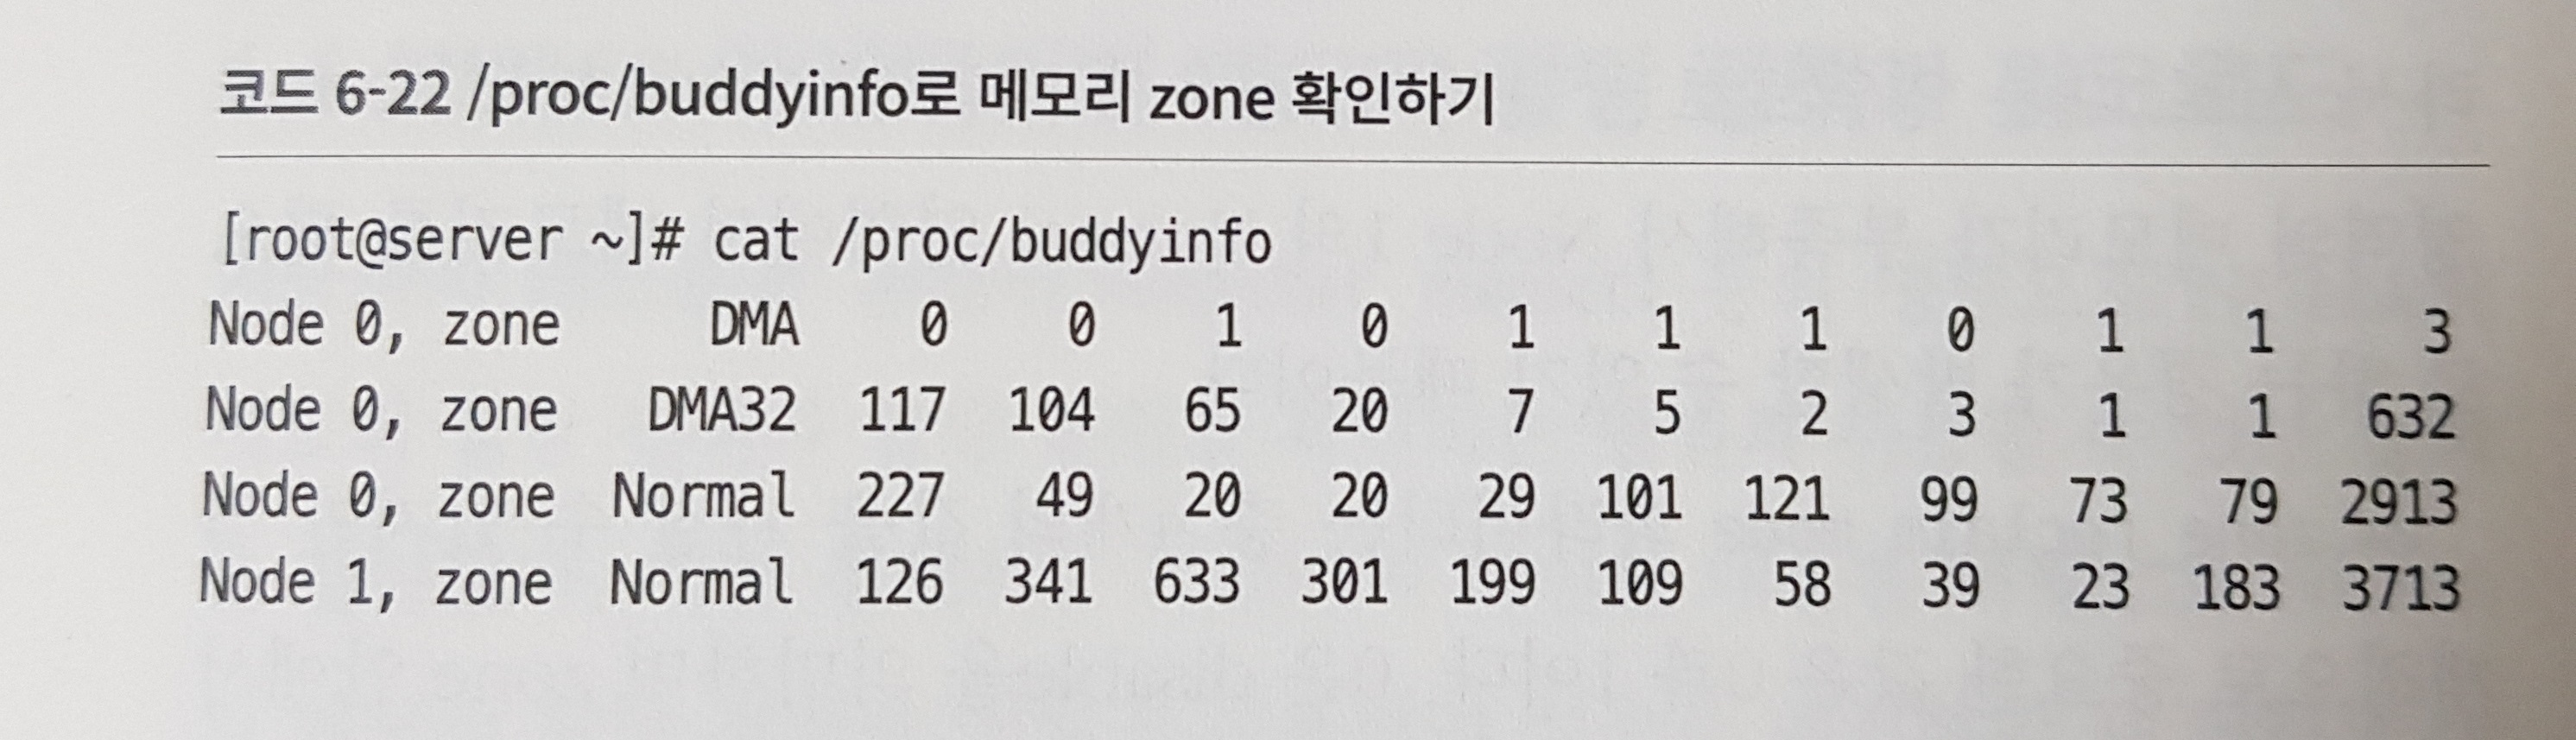 코드 6-22 /proc/buddyinfo로 메모리 zone 확인하기
[root@server ~]# cat /proc/buddyinfo
Node 0, zone DMA 0 0 1 0 1 1 1 0 1 1 3
Node 0, zone DMA32 117 104 65 20 7 5 2 3 1 1 632
Node 0, zone Normal 227 49 20 20 29 101 121 99 73 79 2913
Node 1, zone Normal 126 341 633 301 199 109 58 39 23 183 3713